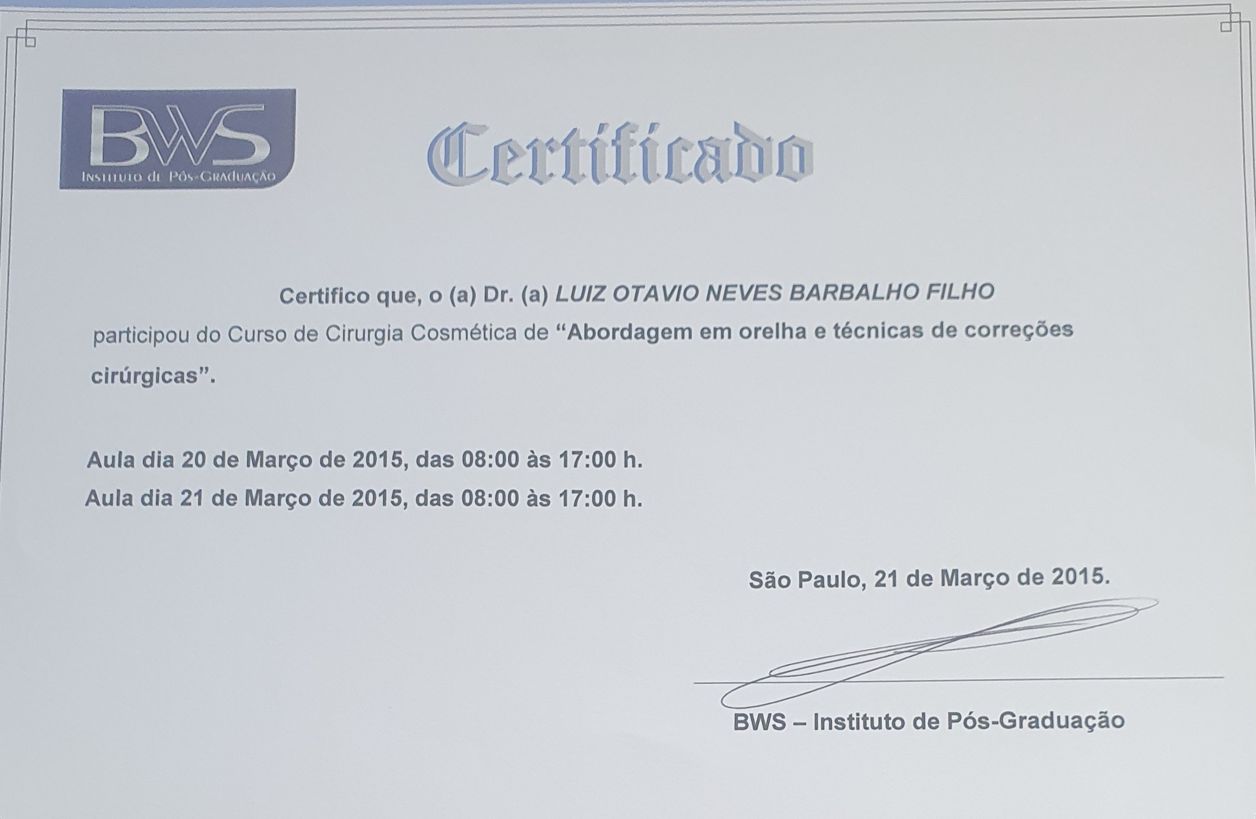 BWS
Instituto de Pós-Graduação
Certificado
Certifico que, o (a) Dr. (a) LUIZ OTAVIO NEVES BARBALHO FILHO
participou do Curso de Cirurgia Cosmética de “Abordagem em orelha e técnicas de correções
cirúrgicas”.
Aula dia 20 de Março de 2015, das 08:00 às 17:00 h.
Aula dia 21 de Março de 2015, das 08:00 às 17:00 h.
São Paulo, 21 de Março de 2015.
BWS – Instituto de Pós-Graduação